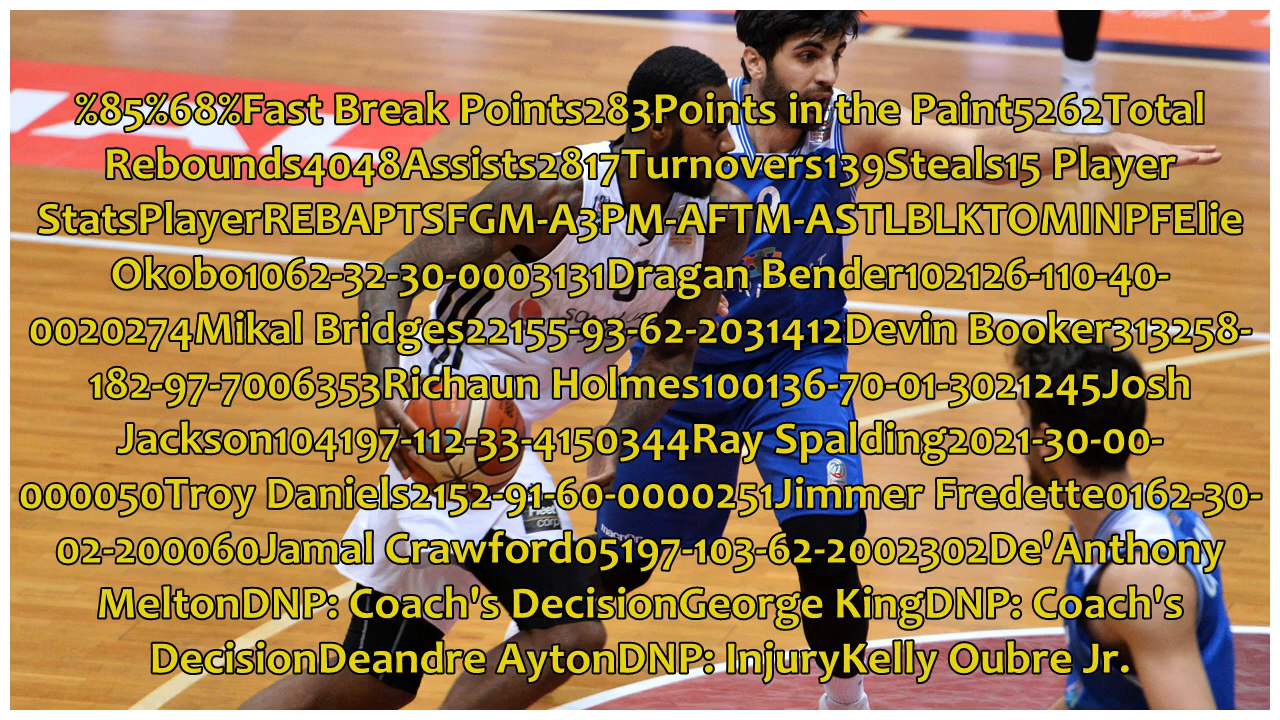 %85%68%Fast Break Points283Points in the Paint5262Total
Rebounds4048Assists2817Turnovers139Steals15 Player
StatsPlayerREBAPTSFGM-A3PM-AFTM-ASTLBLKTOMINPFElie
Okobo1062-32-30-0003131Dragan Bender102126-110-40-
0020274Mikal Bridges22155-93-62-2031412Devin Booker313258-
182-97-7006353Richaun Holmes100136-70-01-3021245Josh
Jackson104197-112-33-4150344Ray Spalding2021-30-00-
000050Troy Daniels2152-91-60-0000251Jimmer Fredette0162-30-
02-200060Jamal Crawford05197-103-62-2002302De'Anthony
MeltonDNP: Coach's DecisionGeorge KingDNP: Coach's
DecisionDeandre AytonDNP: InjuryKelly Oubre Jr.